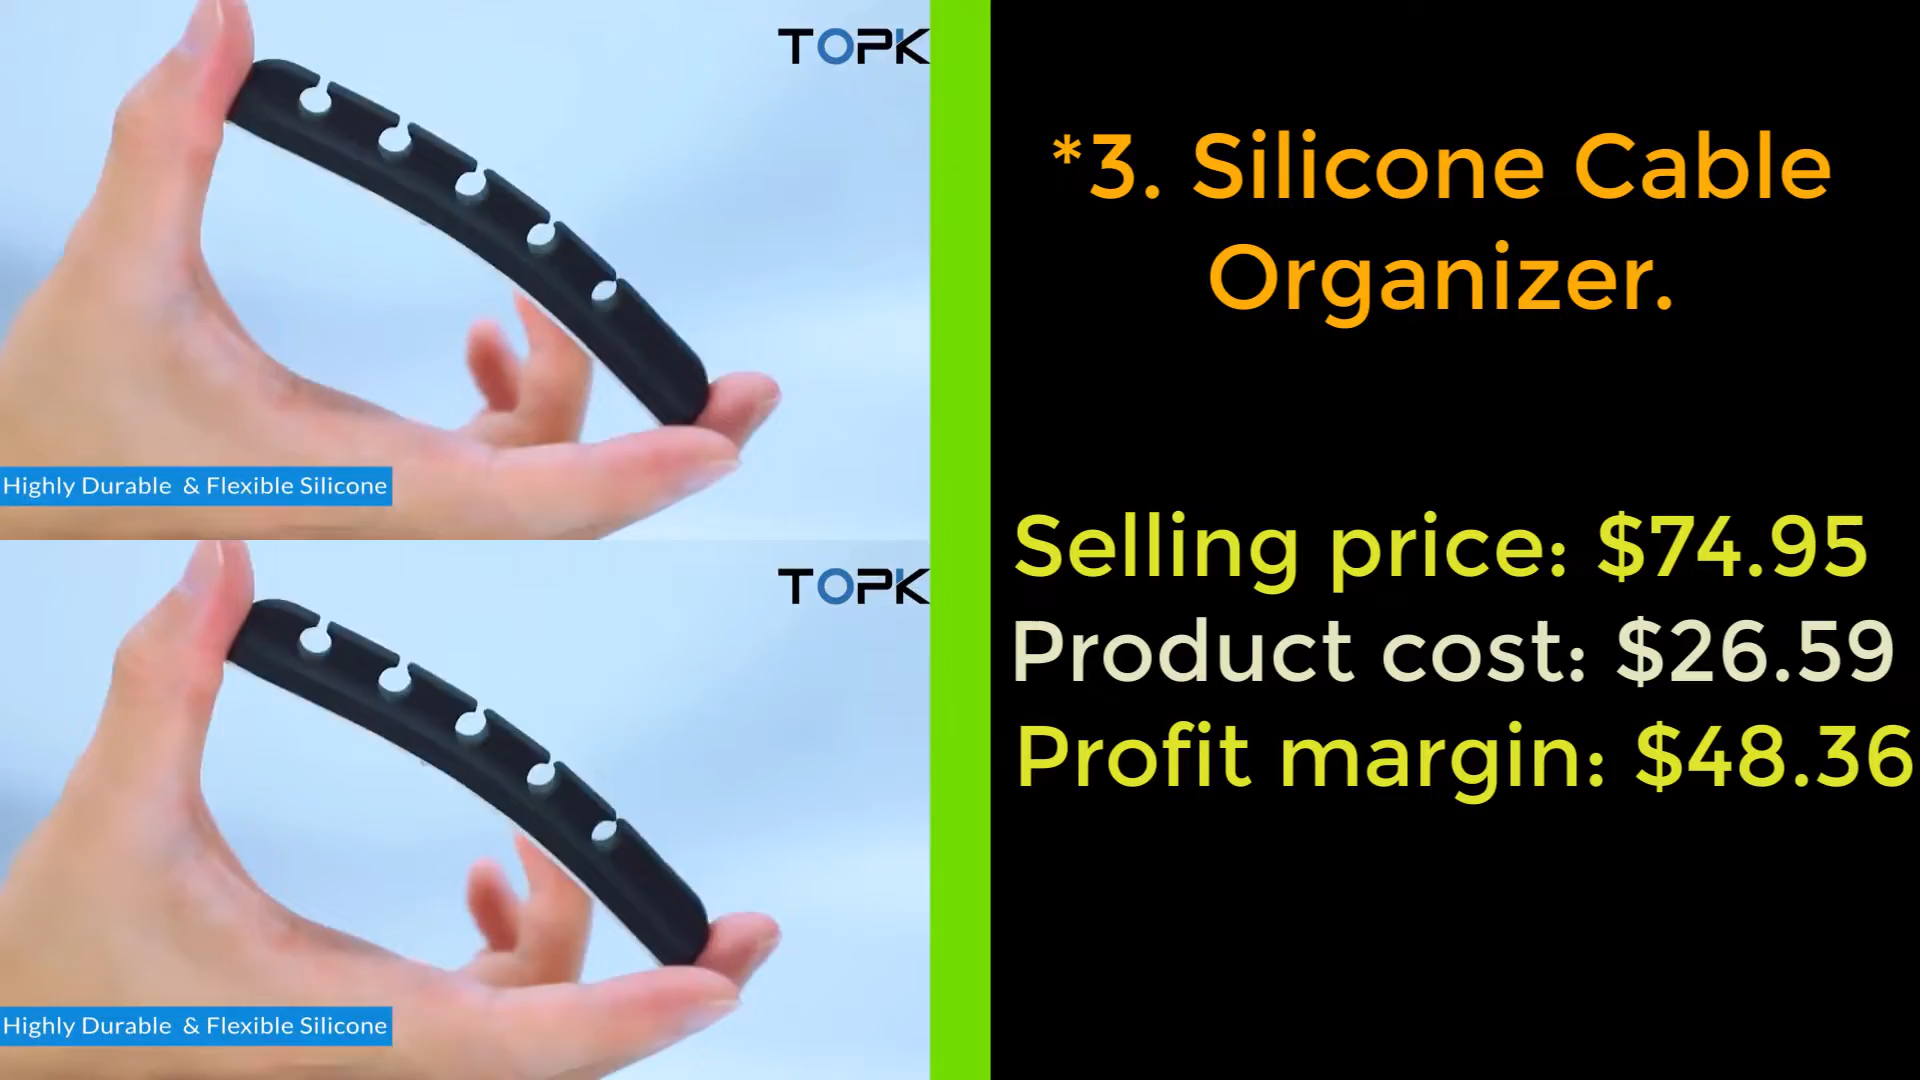 TOPK
Highly Durable & Flexible Silicone
TOPK
Highly Durable & Flexible Silicone
*3. Silicone Cable
Organizer.
Selling price: $74.95
Product cost: $26.59
Profit margin: $48.36